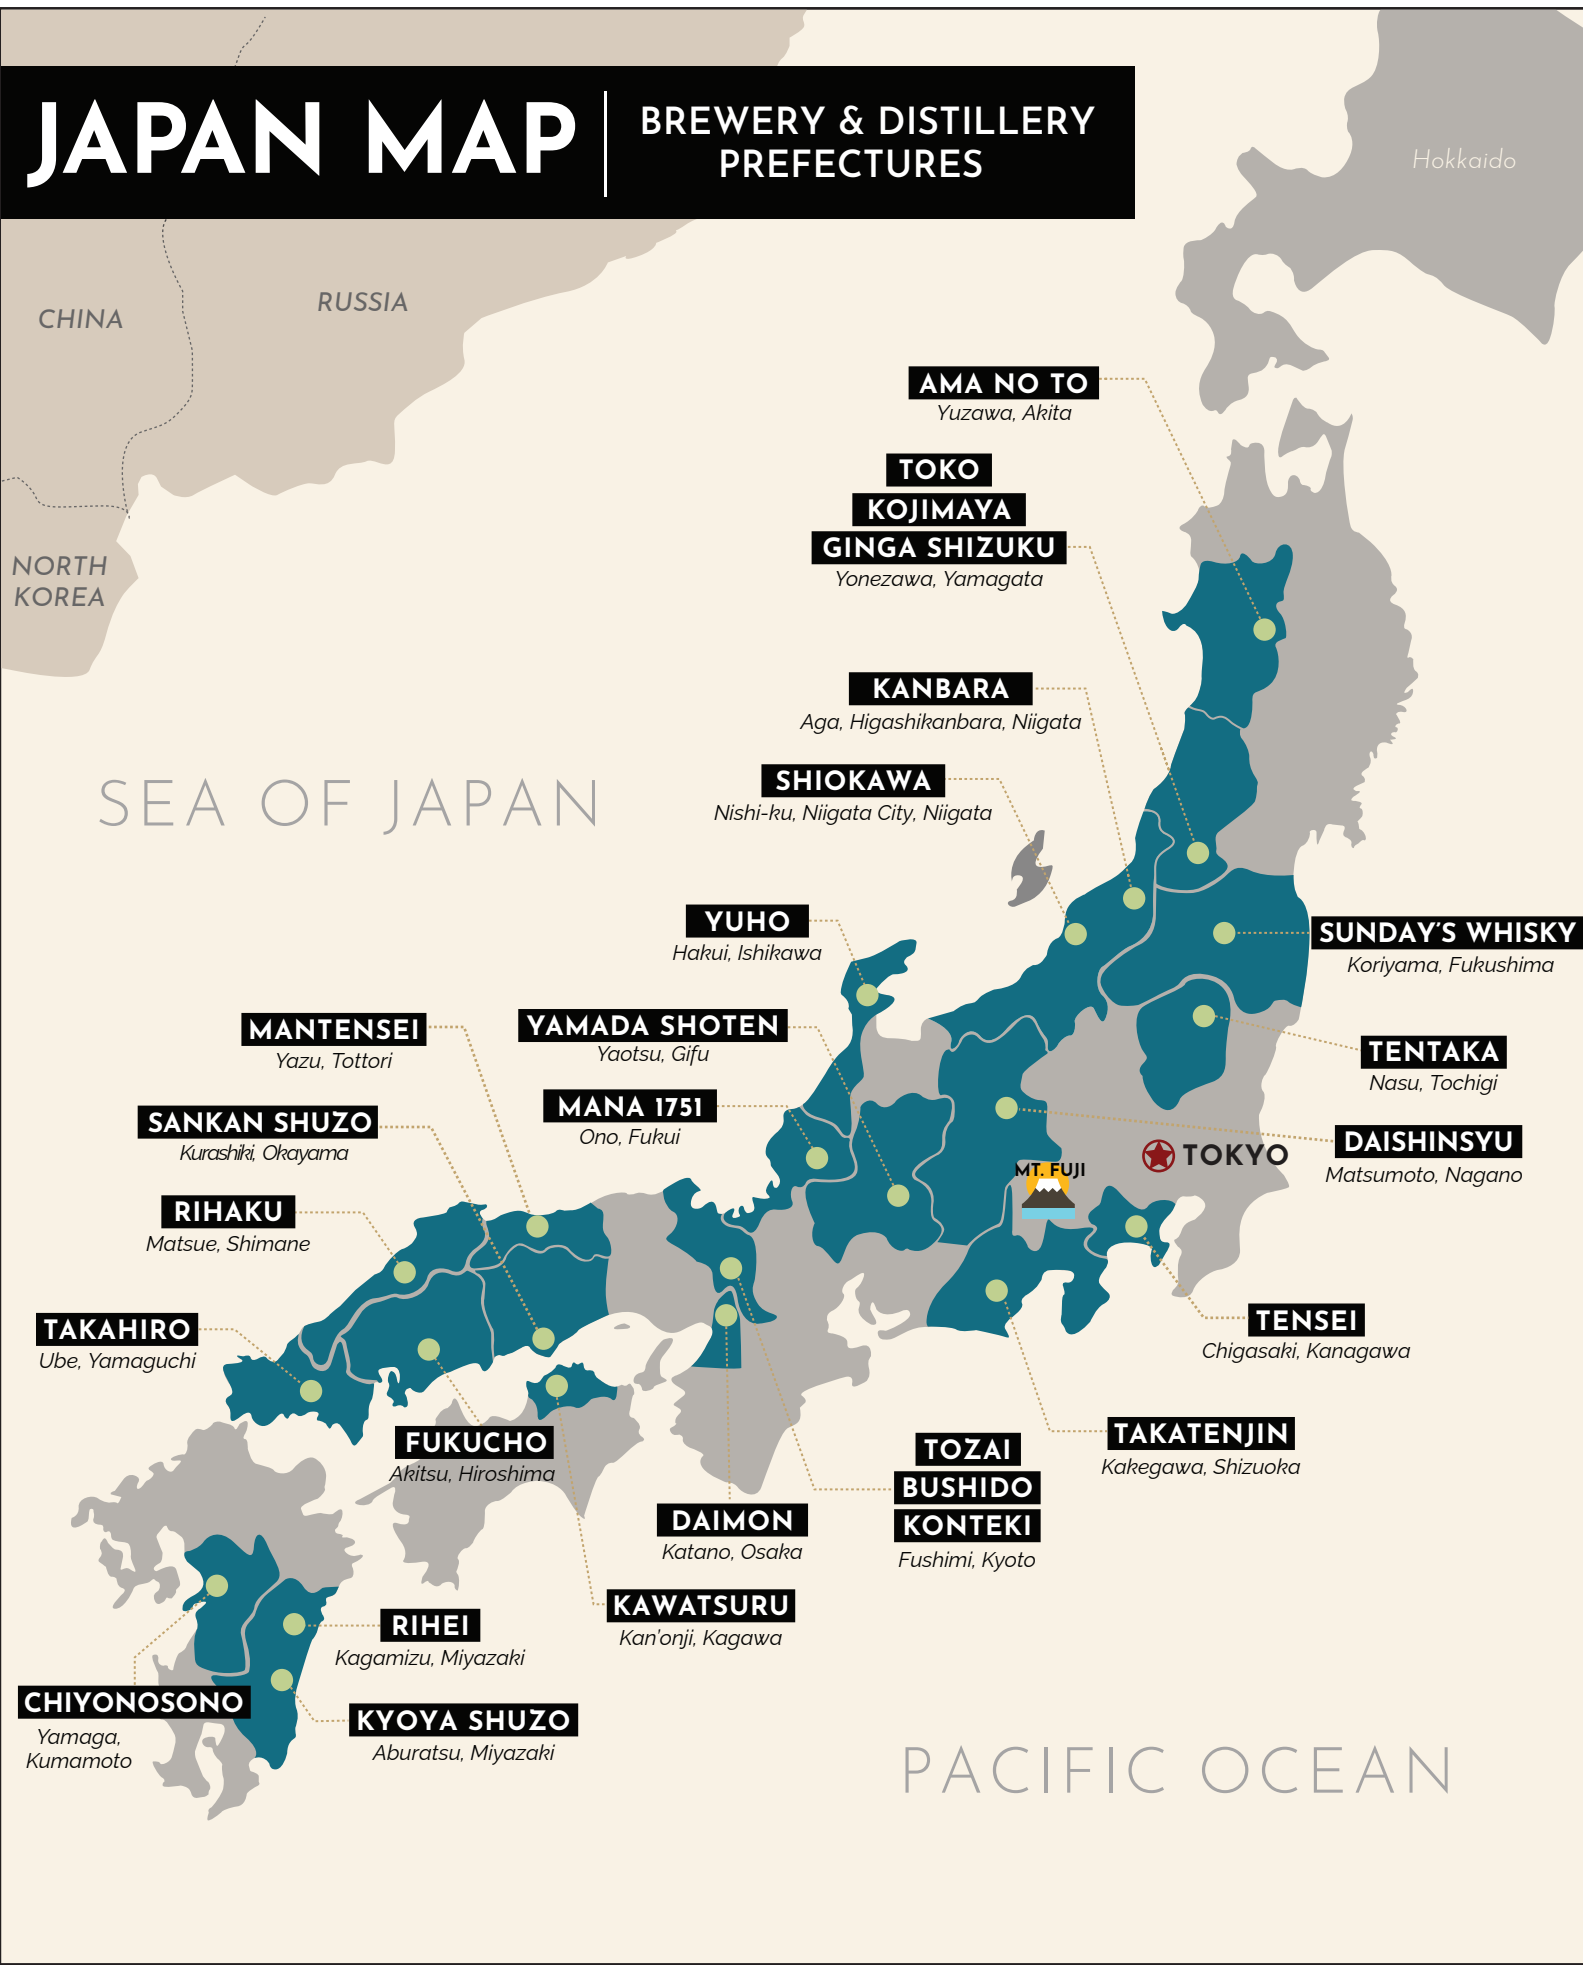 JAPAN MAP
BREWERY & DISTILLERY
PREFECTURES
Hokkaido
CHINA
RUSSIA
NORTH
KOREA
AMA NO TO
Yuzawa, Akita
TOKO
KOJIMAYA
GINGA SHIZUKU
Yonezawa, Yamagata
KANBARA
Aga, Higashikanbara, Niigata
SEA OF JAPAN
SHIOKAWA
Nishi-ku, Niigata City, Niigata
YUHO
Hakui, Ishikawa
SUNDAY'S WHISKY
Koriyama, Fukushima
MANTENSEI
Yazu, Tottori
YAMADA SHOTEN
Yaotsu, Gifu
TENTAKA
Nasu, Tochigi
SANKAN SHUZO
Kurashiki, Okayama
MANA 1751
Ono, Fukui
DAISHINSYU
Matsumoto, Nagano
TOKYO
MT. FUJI
RIHAKU
Matsue, Shimane
TAKAHIRO
Ube, Yamaguchi
TENSEI
Chigasaki, Kanagawa
FUKUCHO
Akitsu, Hiroshima
TAKATENJIN
Kakegawa, Shizuoka
TOZAI
BUSHIDO
KONTEKI
Fushimi, Kyoto
DAIMON
Katano, Osaka
KAWATSURU
Kan'onji, Kagawa
RIHEI
Kagamizu, Miyazaki
CHIYONOSONO
Yamaga,
Kumamoto
KYOYA SHUZO
Aburatsu, Miyazaki
PACIFIC OCEAN